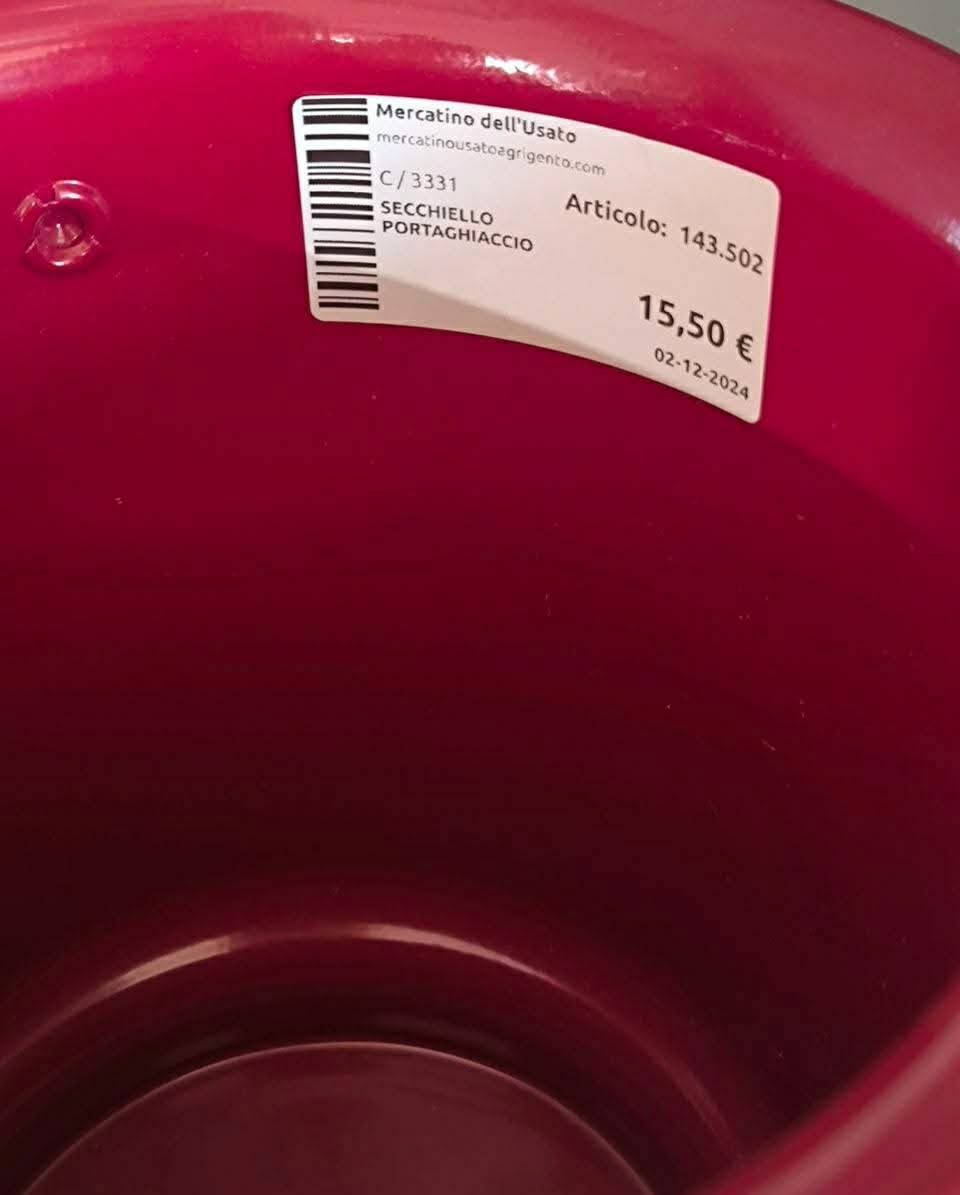 Mercatino dell'Usato
mercatinousatoagrigento.com
C / 3331
Articolo: 143.502
SECCHIELLO
PORTAGHIACCIO
15,50 €
02-12-2024